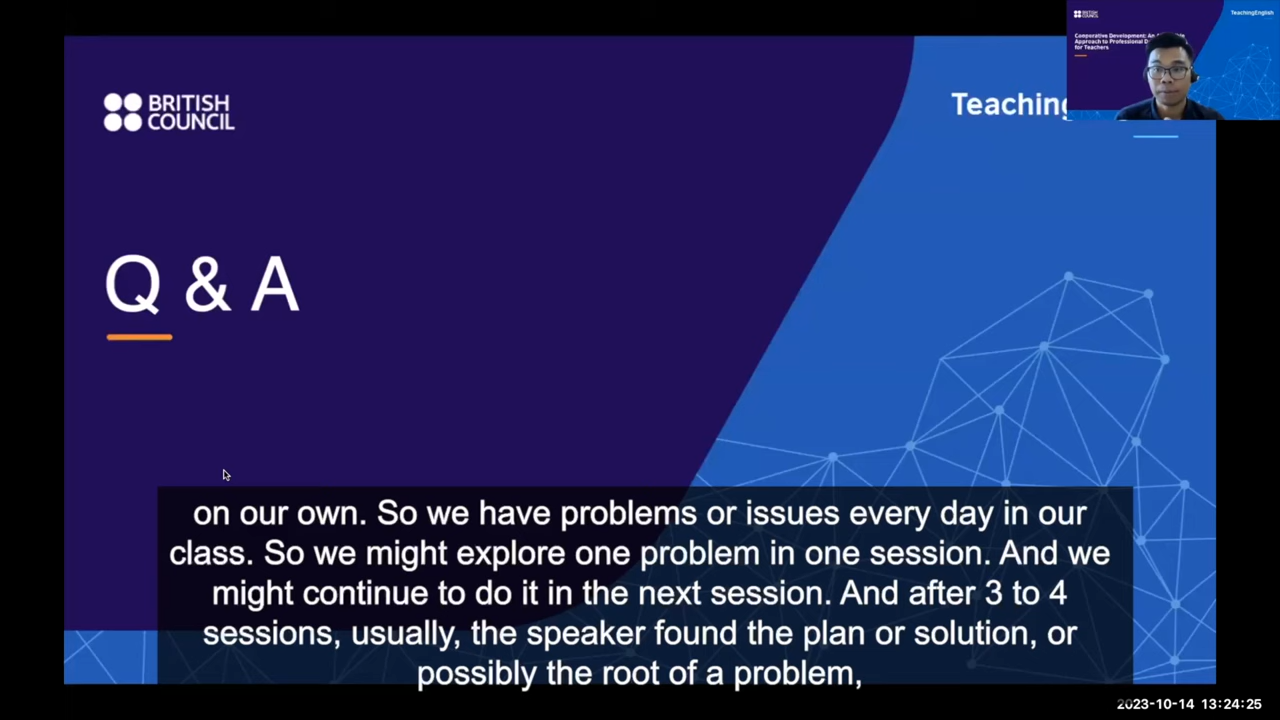 BRITISH
COUNCIL
Teaching
BRITISH
COUNCIL
TeachingEnglish
Cooperative Development: An
Approach to Professional D
for Teachers
Q & A
on our own. So we have problems or issues every day in our
class. So we might explore one problem in one session. And we
might continue to do it in the next session. And after 3 to 4
sessions, usually, the speaker found the plan or solution, or
possibly the root of a problem,
2023-10-14 13:24:25